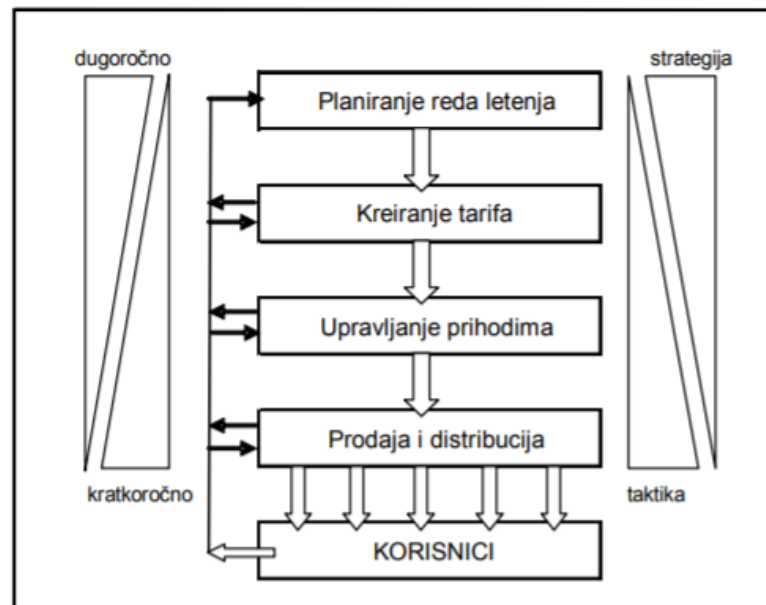 dugoročno
strategija
Planiranje reda letenja
Kreiranje tarifa
Upravljanje prihodima
Prodaja i distribucija
kratkoročno
taktika
KORISNICI